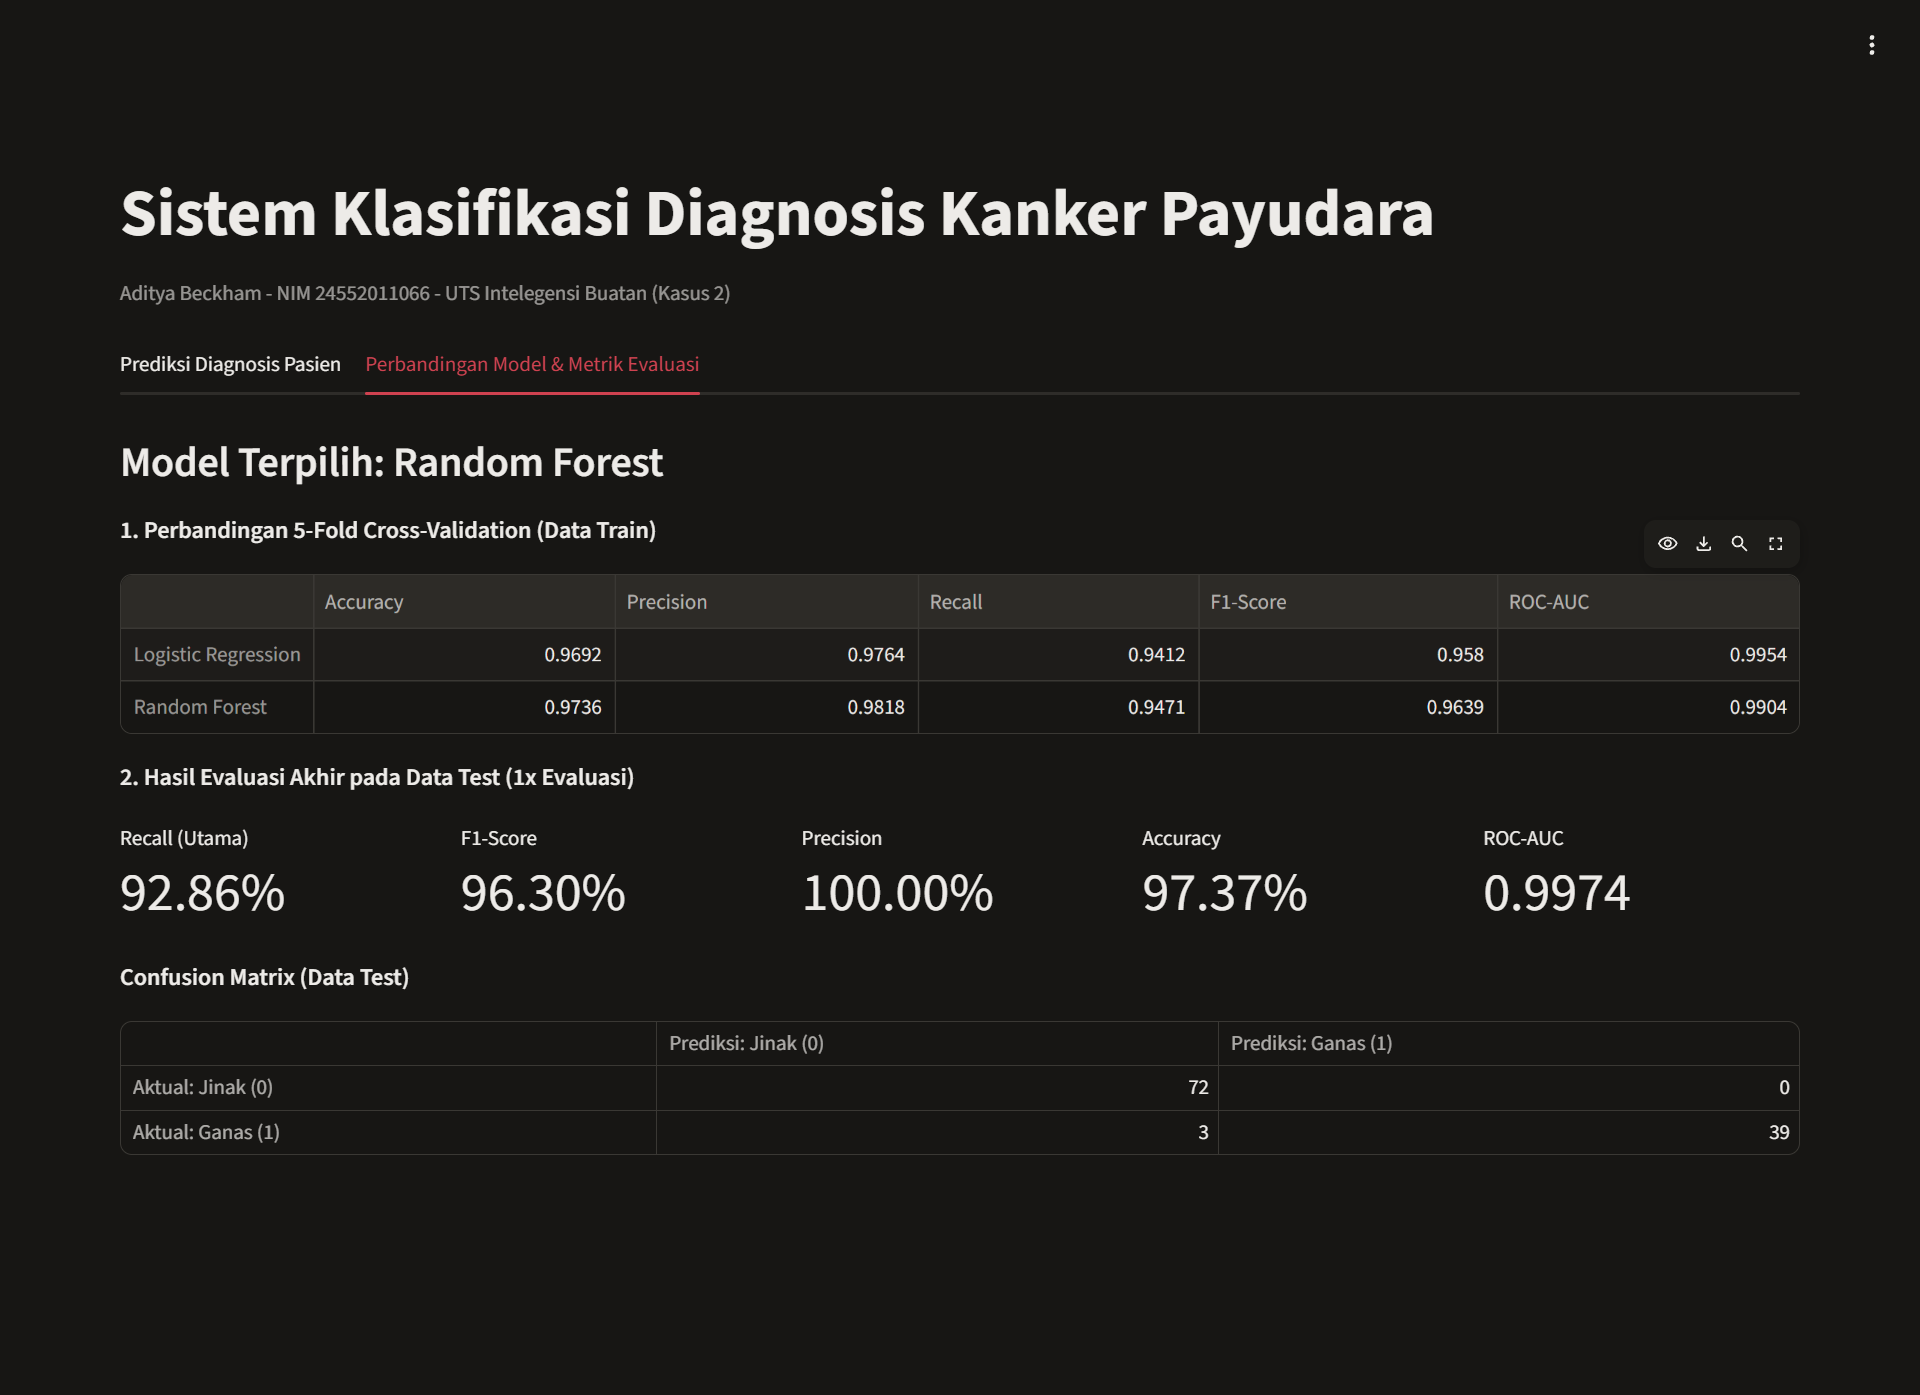 Sistem Klasifikasi Diagnosis Kanker Payudara
Aditya Beckham - NIM 24552011066 - UTS Intelegensi Buatan (Kasus 2)
Prediksi Diagnosis Pasien Perbandingan Model & Metrik Evaluasi
Model Terpilih: Random Forest
1. Perbandingan 5-Fold Cross-Validation (Data Train)
Accuracy Precision Recall F1-Score ROC-AUC
Logistic Regression 0.9692 0.9764 0.9412 0.958 0.9954
Random Forest 0.9736 0.9818 0.9471 0.9639 0.9904
2. Hasil Evaluasi Akhir pada Data Test (1x Evaluasi)
Recall (Utama) F1-Score Precision Accuracy ROC-AUC
92.86% 96.30% 100.00% 97.37% 0.9974
Confusion Matrix (Data Test)
Prediksi: Jinak (0) Prediksi: Ganas (1)
Aktual: Jinak (0) 72 0
Aktual: Ganas (1) 3 39